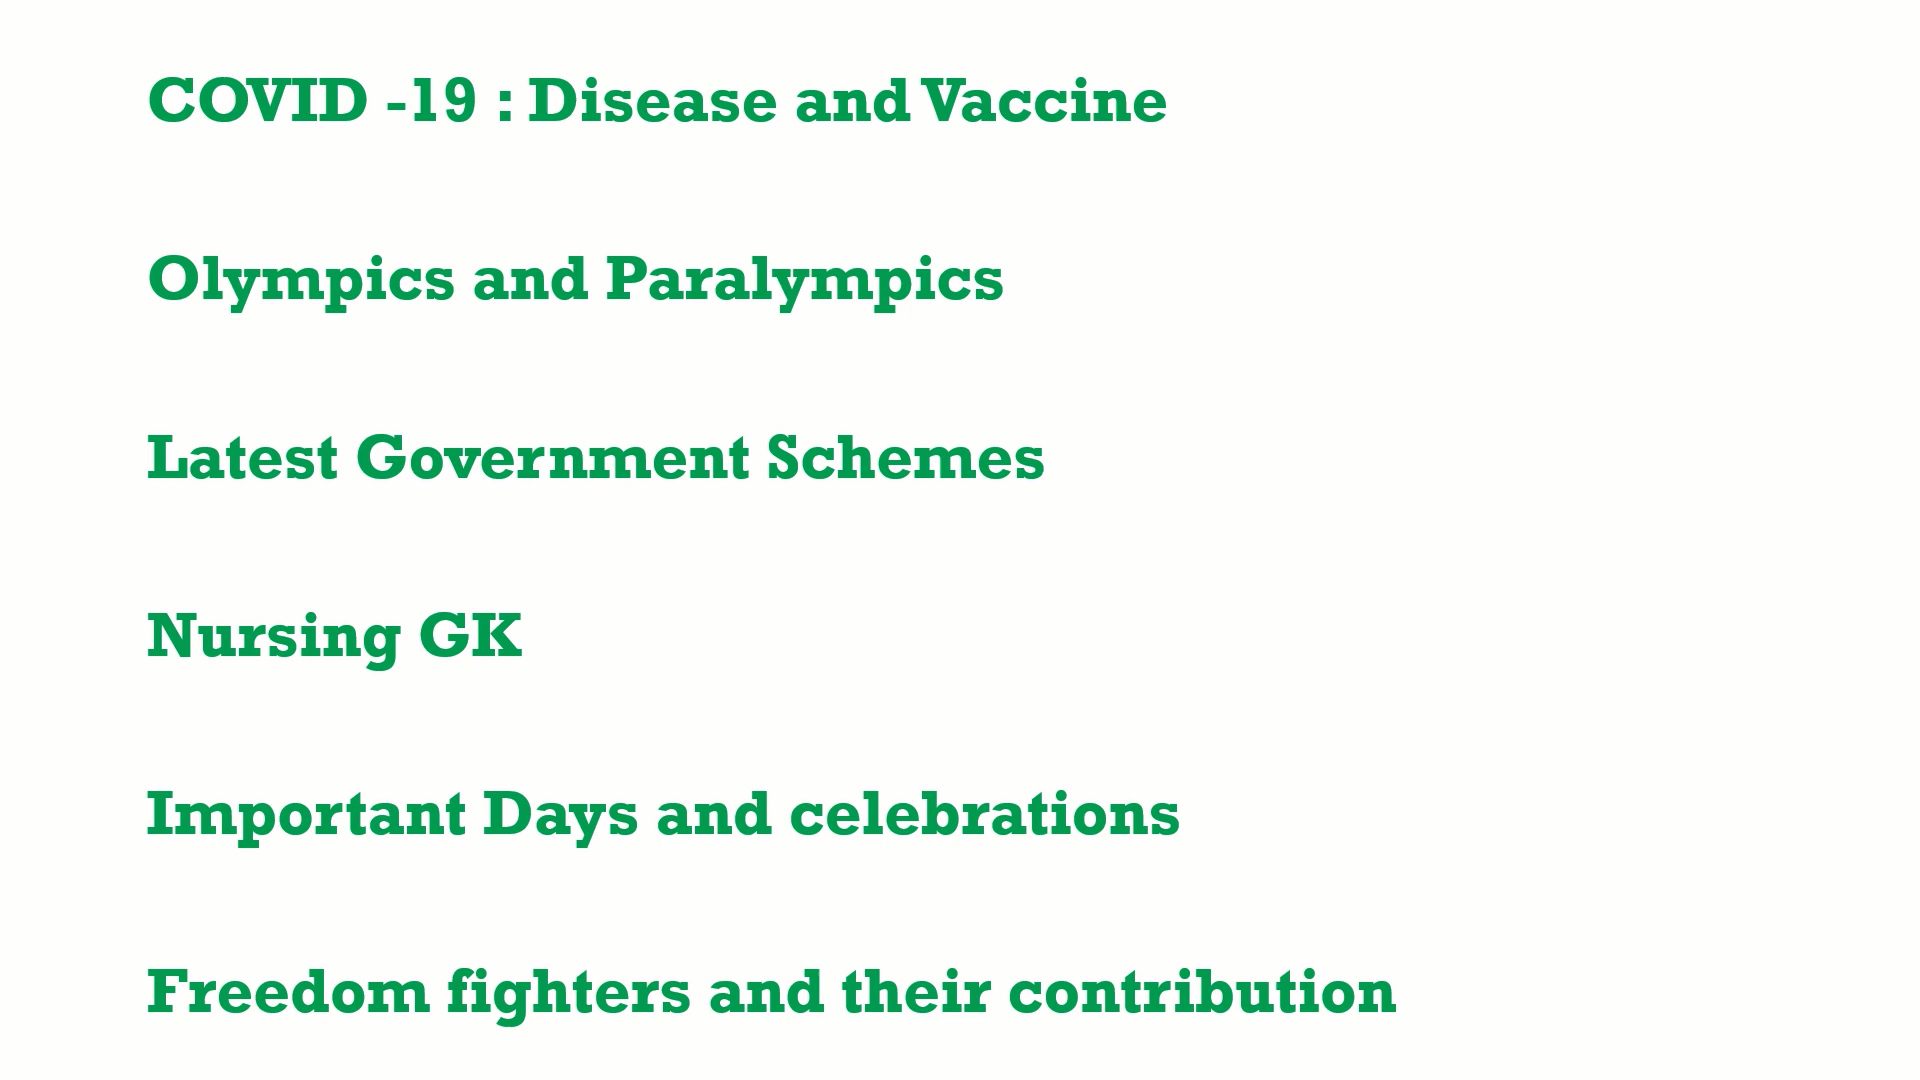 COVID -19 : Disease and Vaccine
Olympics and Paralympics
Latest Government Schemes
Nursing GK
Important Days and celebrations
Freedom fighters and their contribution